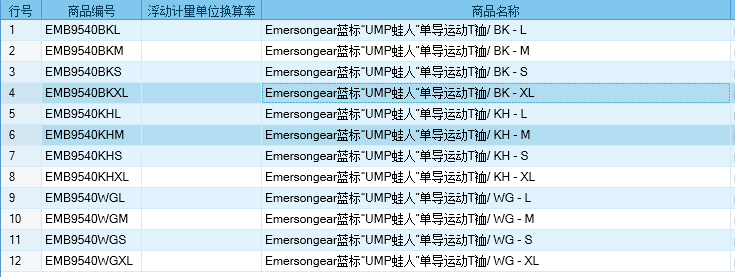 行号 商品编号 浮动计量单位换算率 商品名称
1 EMB9540BKL Emersongear蓝标"UMP蛙人"单导运动T恤/ BK - L
2 EMB9540BKM Emersongear蓝标"UMP蛙人"单导运动T恤/ BK - M
3 EMB9540BKS Emersongear蓝标"UMP蛙人"单导运动T恤/ BK - S
4 EMB9540BKXL Emersongear蓝标"UMP蛙人"单导运动T恤/ BK - XL
5 EMB9540KHL Emersongear蓝标"UMP蛙人"单导运动T恤/ KH - L
6 EMB9540KHM Emersongear蓝标"UMP蛙人"单导运动T恤/ KH - M
7 EMB9540KHS Emersongear蓝标"UMP蛙人"单导运动T恤/ KH - S
8 EMB9540KHXL Emersongear蓝标"UMP蛙人"单导运动T恤/ KH - XL
9 EMB9540WGL Emersongear蓝标"UMP蛙人"单导运动T恤/ WG - L
10 EMB9540WGM Emersongear蓝标"UMP蛙人"单导运动T恤/ WG - M
11 EMB9540WGS Emersongear蓝标"UMP蛙人"单导运动T恤/ WG - S
12 EMB9540WGXL Emersongear蓝标"UMP蛙人"单导运动T恤/ WG - XL